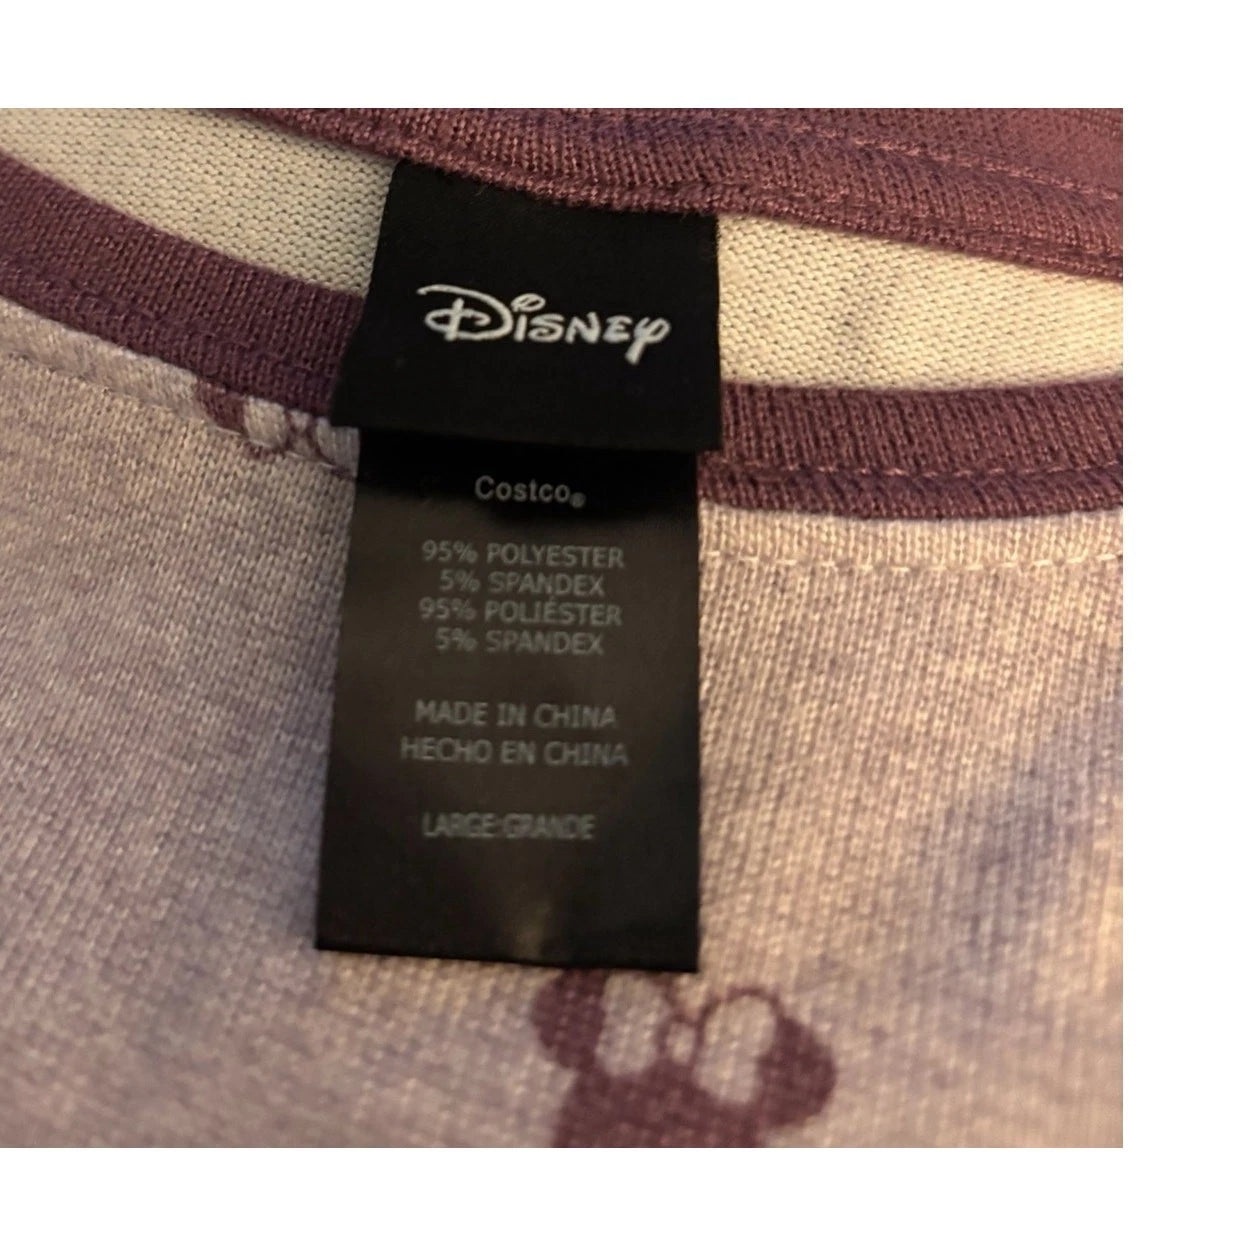 Disney
Costco®
95% POLYESTER
5% SPANDEX
95% POLIÉSTER
5% SPANDEX
MADE IN CHINA
HECHO EN CHINA
LARGE:GRANDE